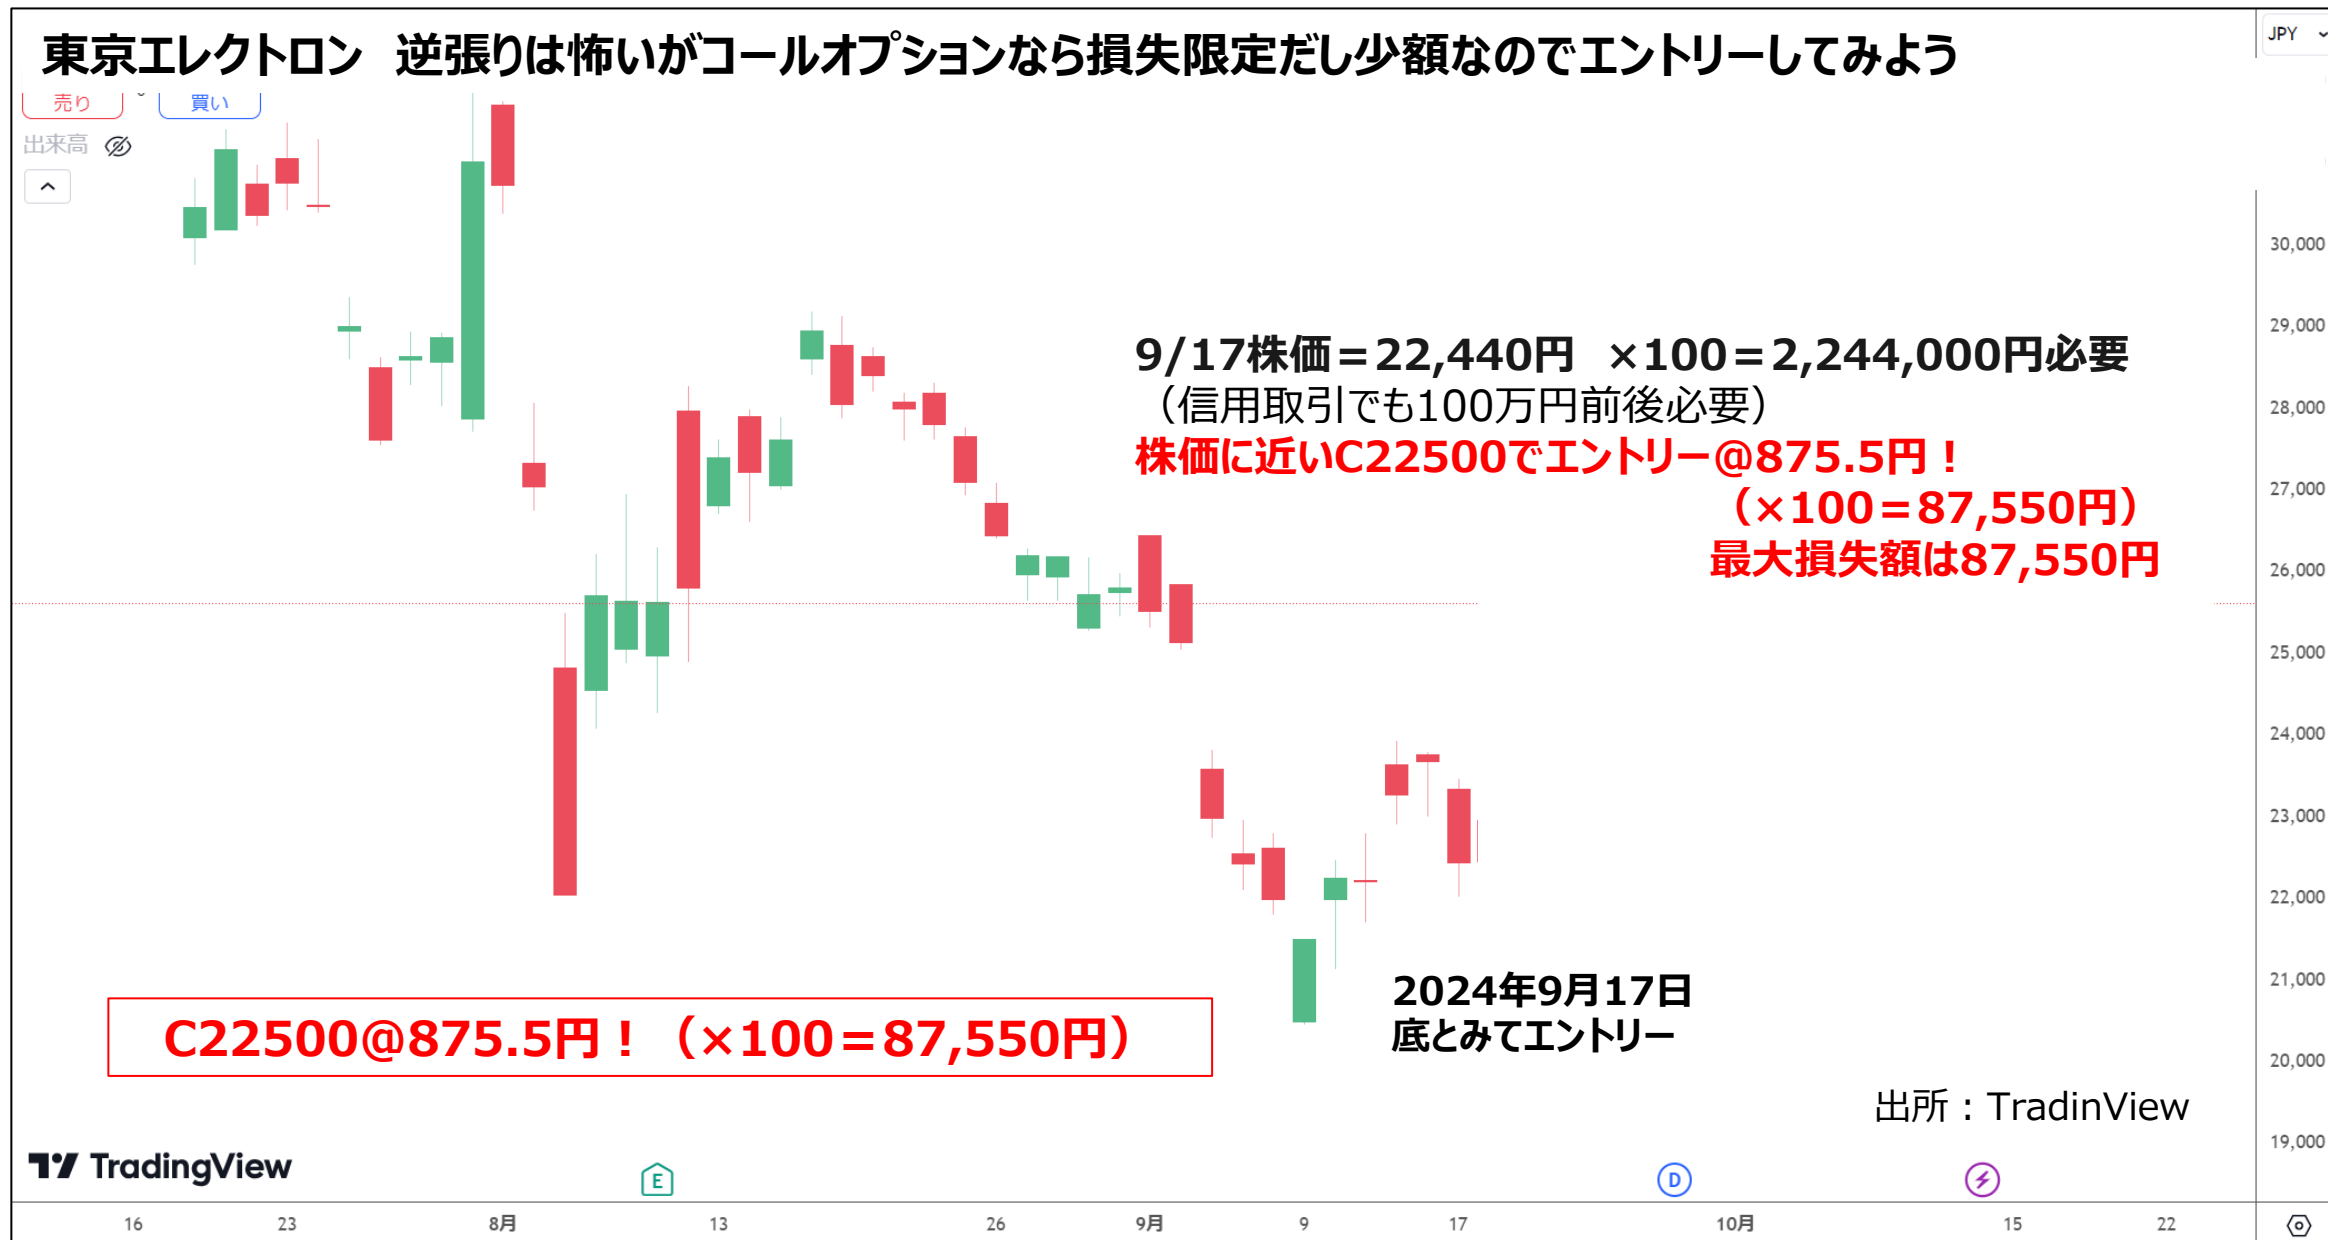 東京エレクトロン　逆張りは怖いがコールオプションなら損失限定だし少額なのでエントリーしてみよう
JPY
売り
買い
出来高
9/17株価＝22,440円　×100＝2,244,000円必要
（信用取引でも100万円前後必要）
株価に近いC22500でエントリー@875.5円！
（×100＝87,550円）
最大損失額は87,550円
30,000
29,000
28,000
27,000
26,000
25,000
24,000
23,000
22,000
21,000
20,000
19,000
2024年9月17日
底とみてエントリー
C22500@875.5円！（×100＝87,550円）
出所：TradinView
TradingView
E
D
16
23
8月
13
26
9月
9
17
10月
15
22